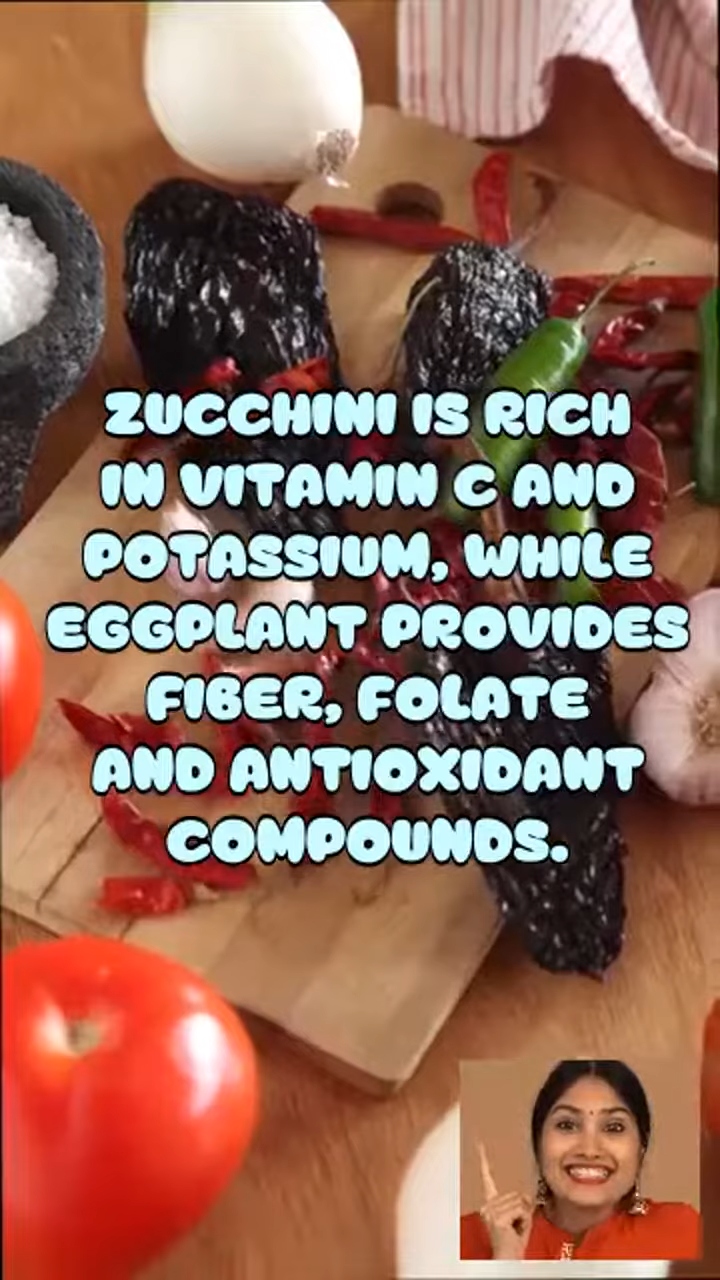 ZUCCHINI IS RICH
IN VITAMIN C AND
POTASSIUM, WHILE
EGGPLANT PROVIDES
FIBER, FOLATE
AND ANTIOXIDANT
COMPOUNDS.